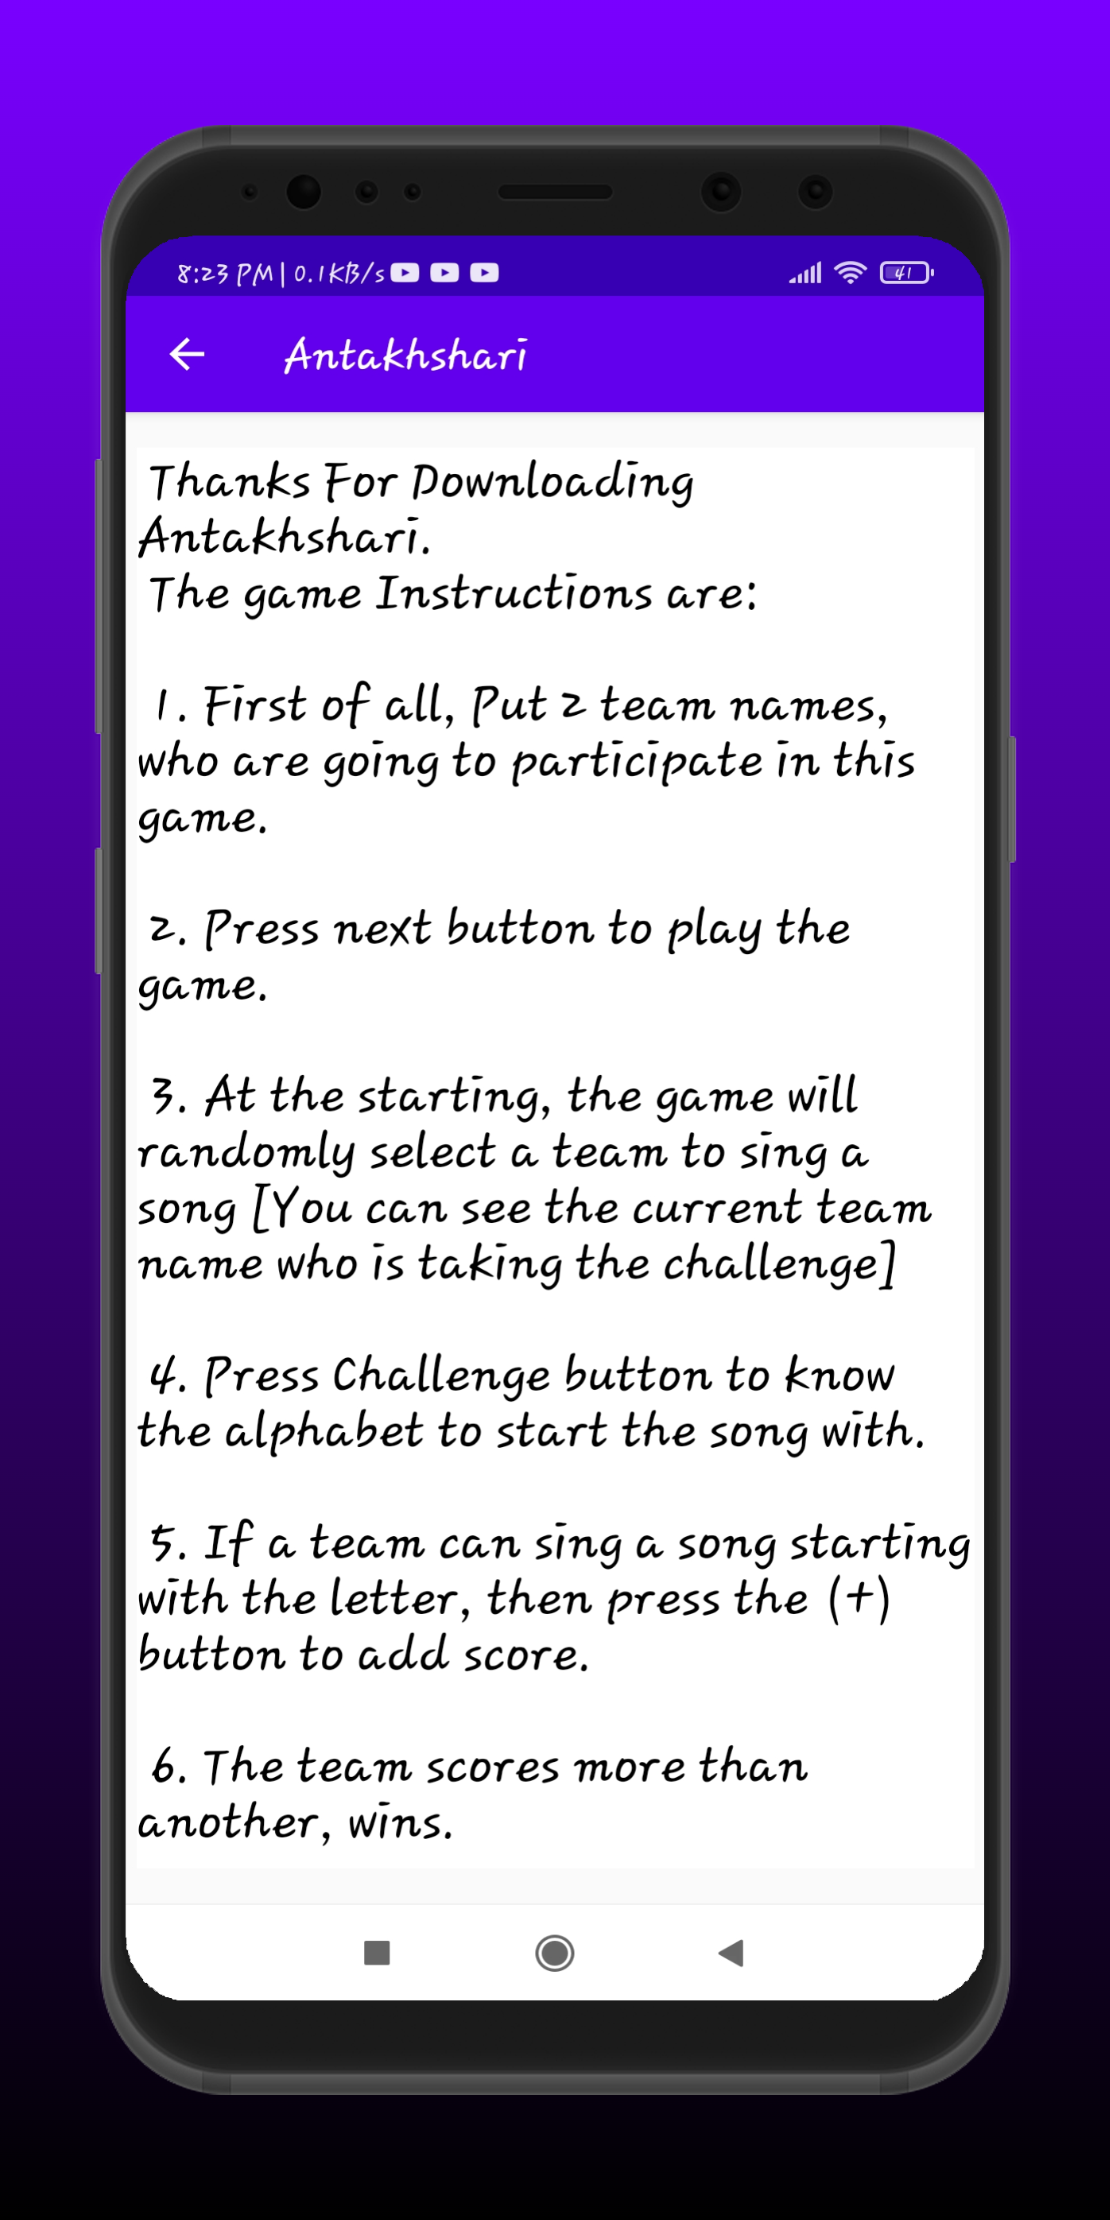 8:23 PM | 0.1KB/s
41
Antakhshari
Thanks For Downloading
Antakhshari.
The game Instructions are:
1. First of all, Put 2 team names,
who are going to participate in this
game.
2. Press next button to play the
game.
3. At the starting, the game will
randomly select a team to sing a
song [You can see the current team
name who is taking the challenge]
4. Press Challenge button to know
the alphabet to start the song with.
5. If a team can sing a song starting
with the letter, then press the (+)
button to add score.
6. The team scores more than
another, wins.